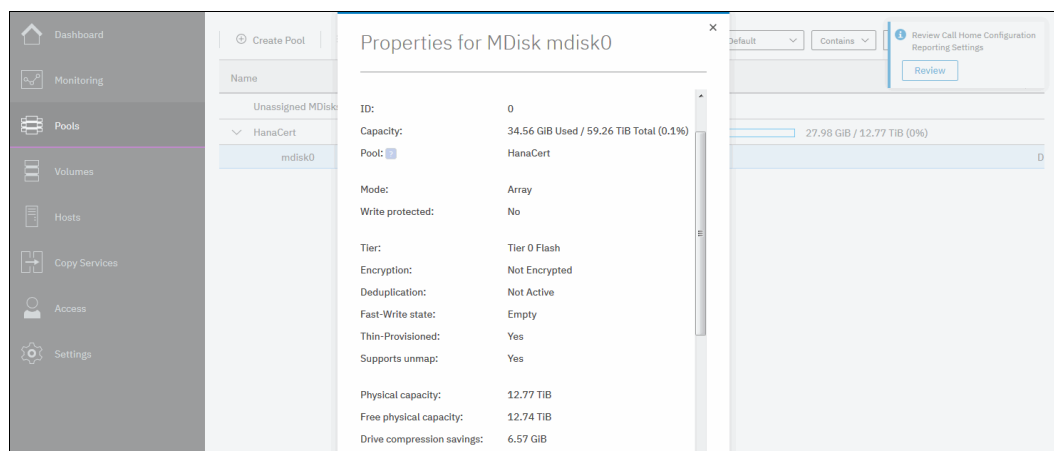 Dashboard
Monitoring
Pools
Volumes
Hosts
Copy Services
Access
Settings
Create Pool
Default
Contains
Review Call Home Configuration
Reporting Settings
Review
Name
Unassigned MDisks
HanaCert
27.98 GiB / 12.77 TiB (0%)
mdisk0
D
Properties for MDisk mdisk0
ID: 0
Capacity: 34.56 GiB Used / 59.26 TiB Total (0.1%)
Pool: ? HanaCert
Mode: Array
Write protected: No
Tier: Tier 0 Flash
Encryption: Not Encrypted
Deduplication: Not Active
Fast-Write state: Empty
Thin-Provisioned: Yes
Supports unmap: Yes
Physical capacity: 12.77 TiB
Free physical capacity: 12.74 TiB
Drive compression savings: 6.57 GiB